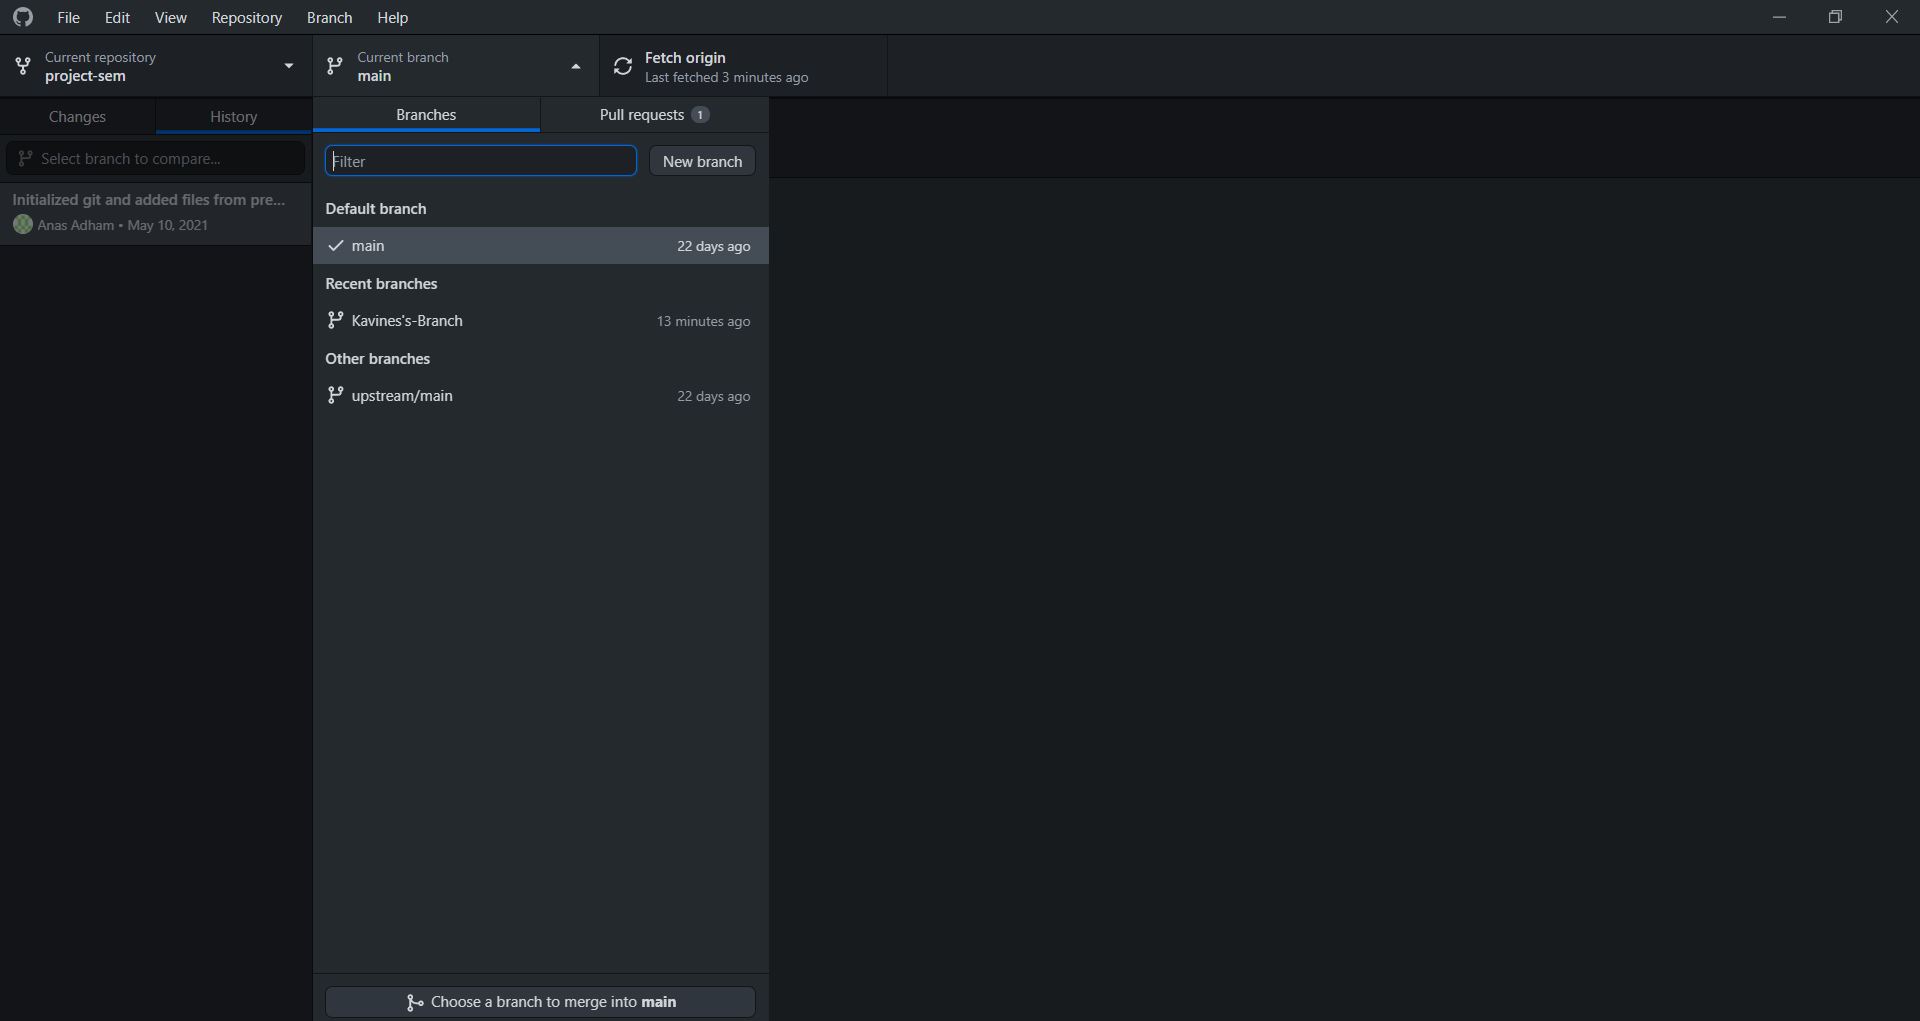 File Edit View Repository Branch Help
Current repository
project-sem
Current branch
main
Fetch origin
Last fetched 3 minutes ago
Changes
History
Branches
Pull requests 1
Select branch to compare...
Filter
New branch
Initialized git and added files from pre...
Anas Adham • May 10, 2021
Default branch
main 22 days ago
Recent branches
Kavines's-Branch 13 minutes ago
Other branches
upstream/main 22 days ago
Choose a branch to merge into main